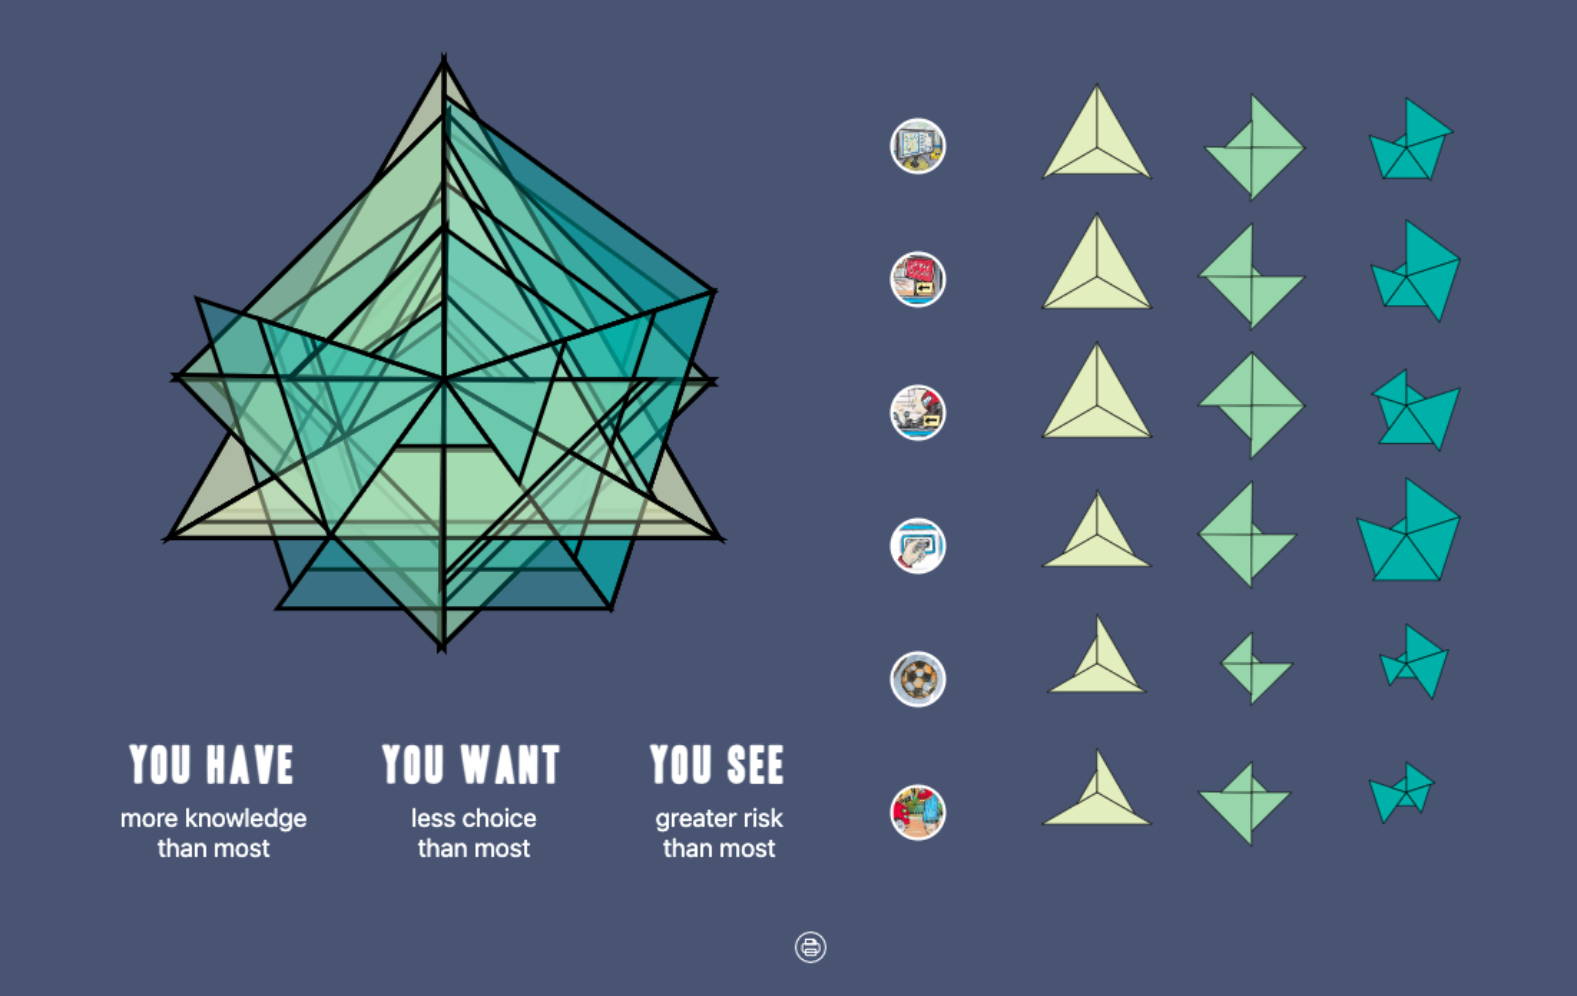 YOU HAVE
more knowledge
than most
YOU WANT
less choice
than most
YOU SEE
greater risk
than most